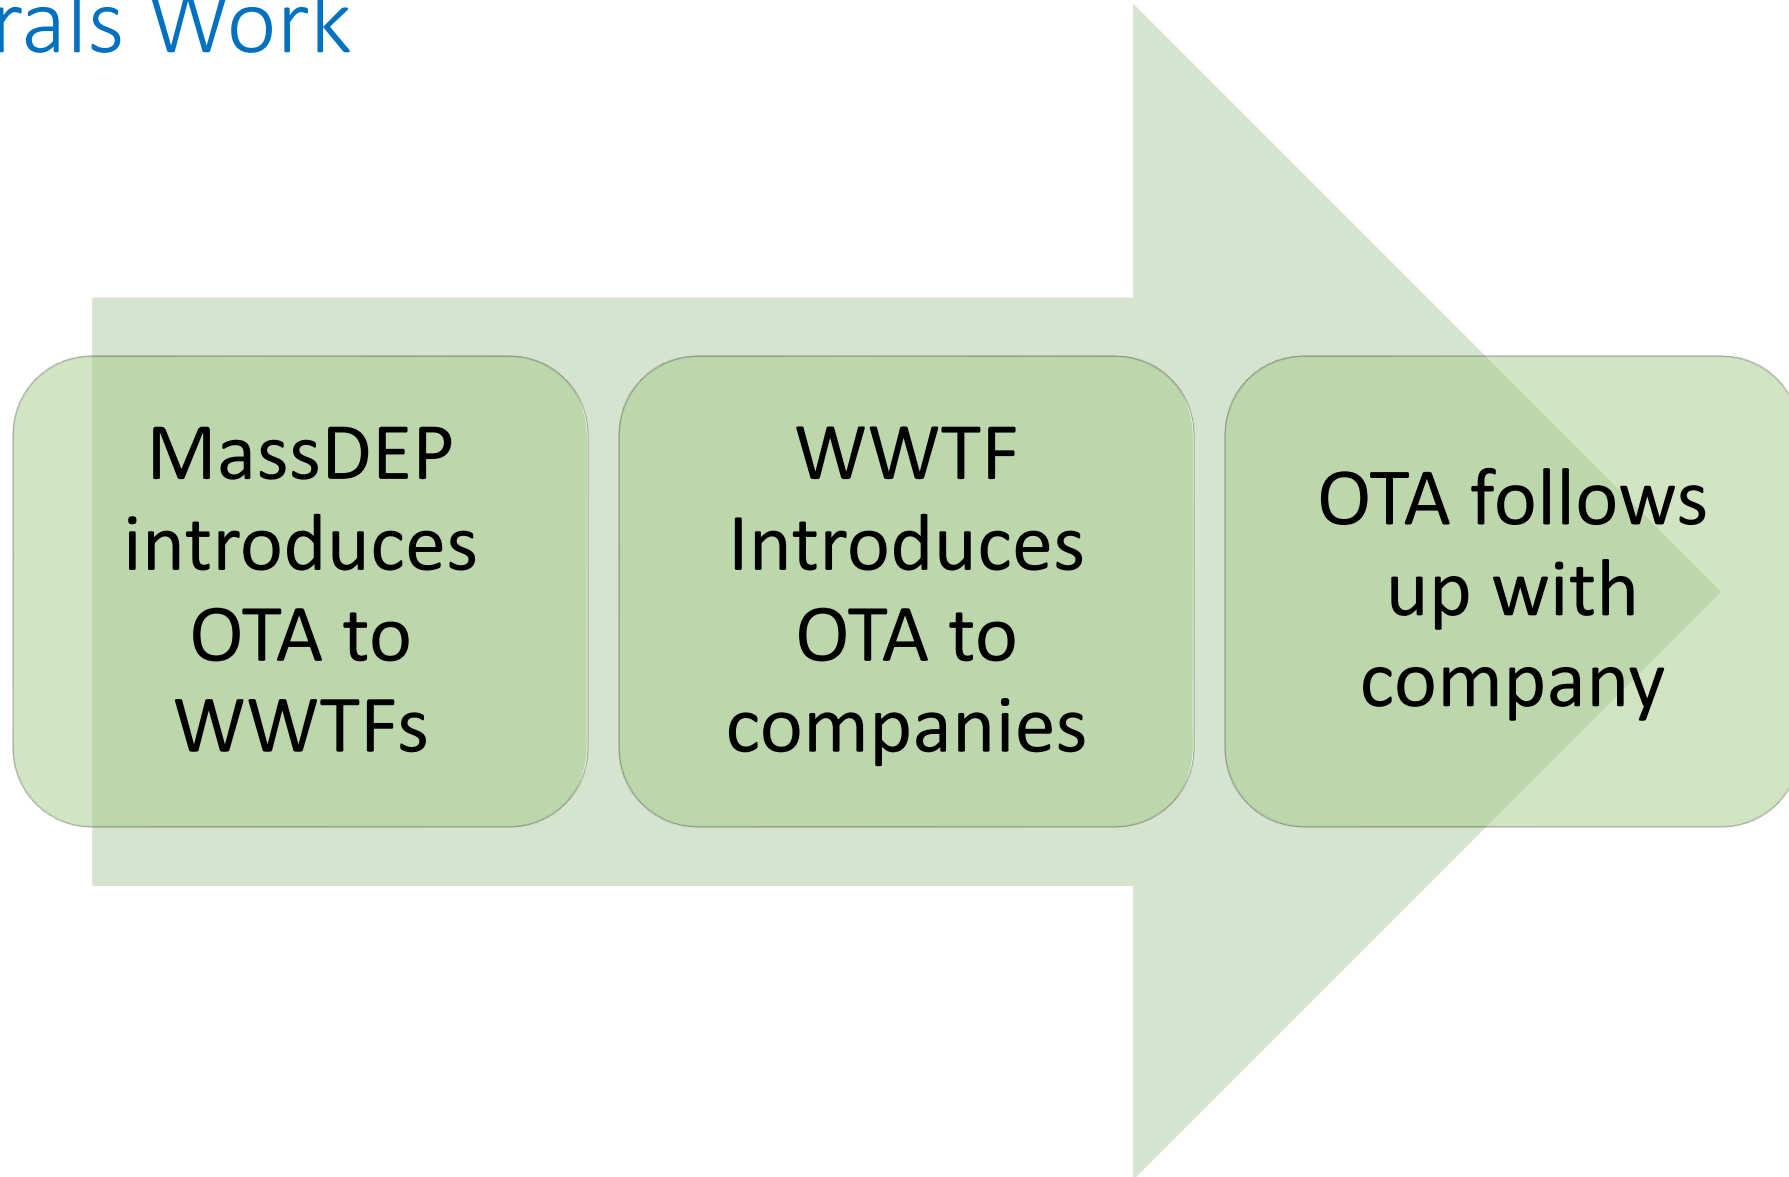 rals Work
MassDEP
introduces
OTA to
WWTFs
WWTF
Introduces
OTA to
companies
OTA follows
up with
company